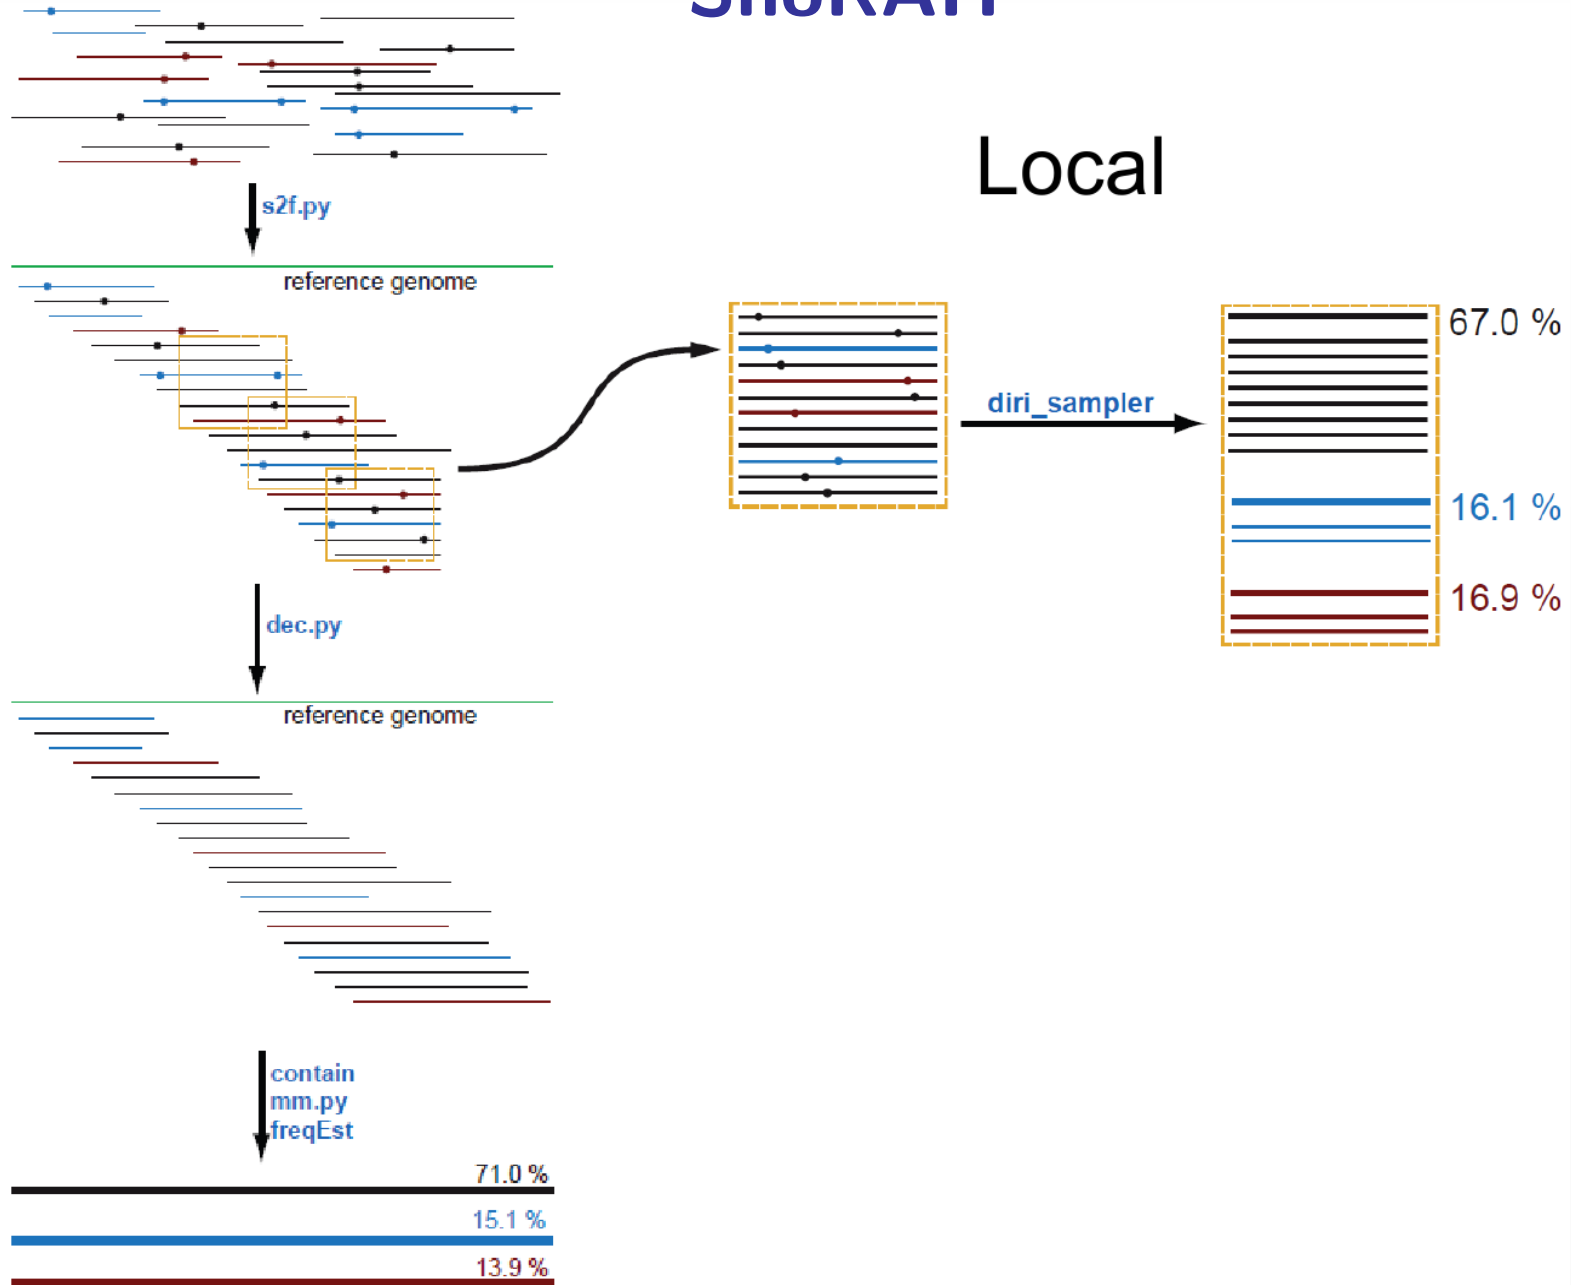 ShoRAH
Local
s2f.py
reference genome
67.0 %
diri_sampler
16.1 %
16.9 %
dec.py
reference genome
contain
mm.py
freqEst
71.0 %
15.1 %
13.9 %